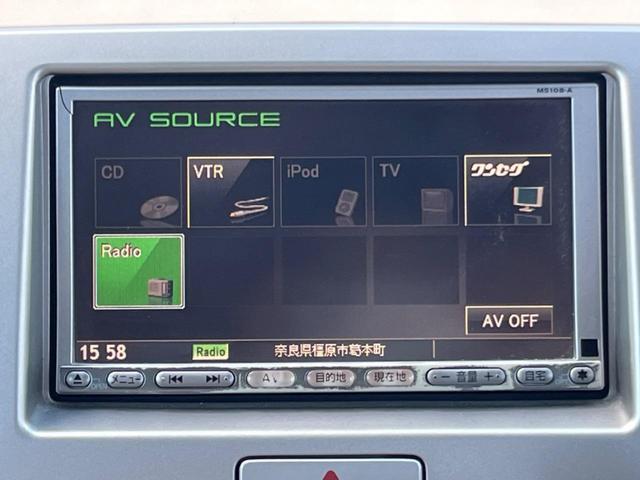 MS108-A
AV SOURCE
CD
VTR
iPod
TV
ワンセグ
Radio
AV OFF
15 58
Radio
奈良県橿原市葛本町
メニュー
AV
目的地
現在地
− 音量 +
自宅